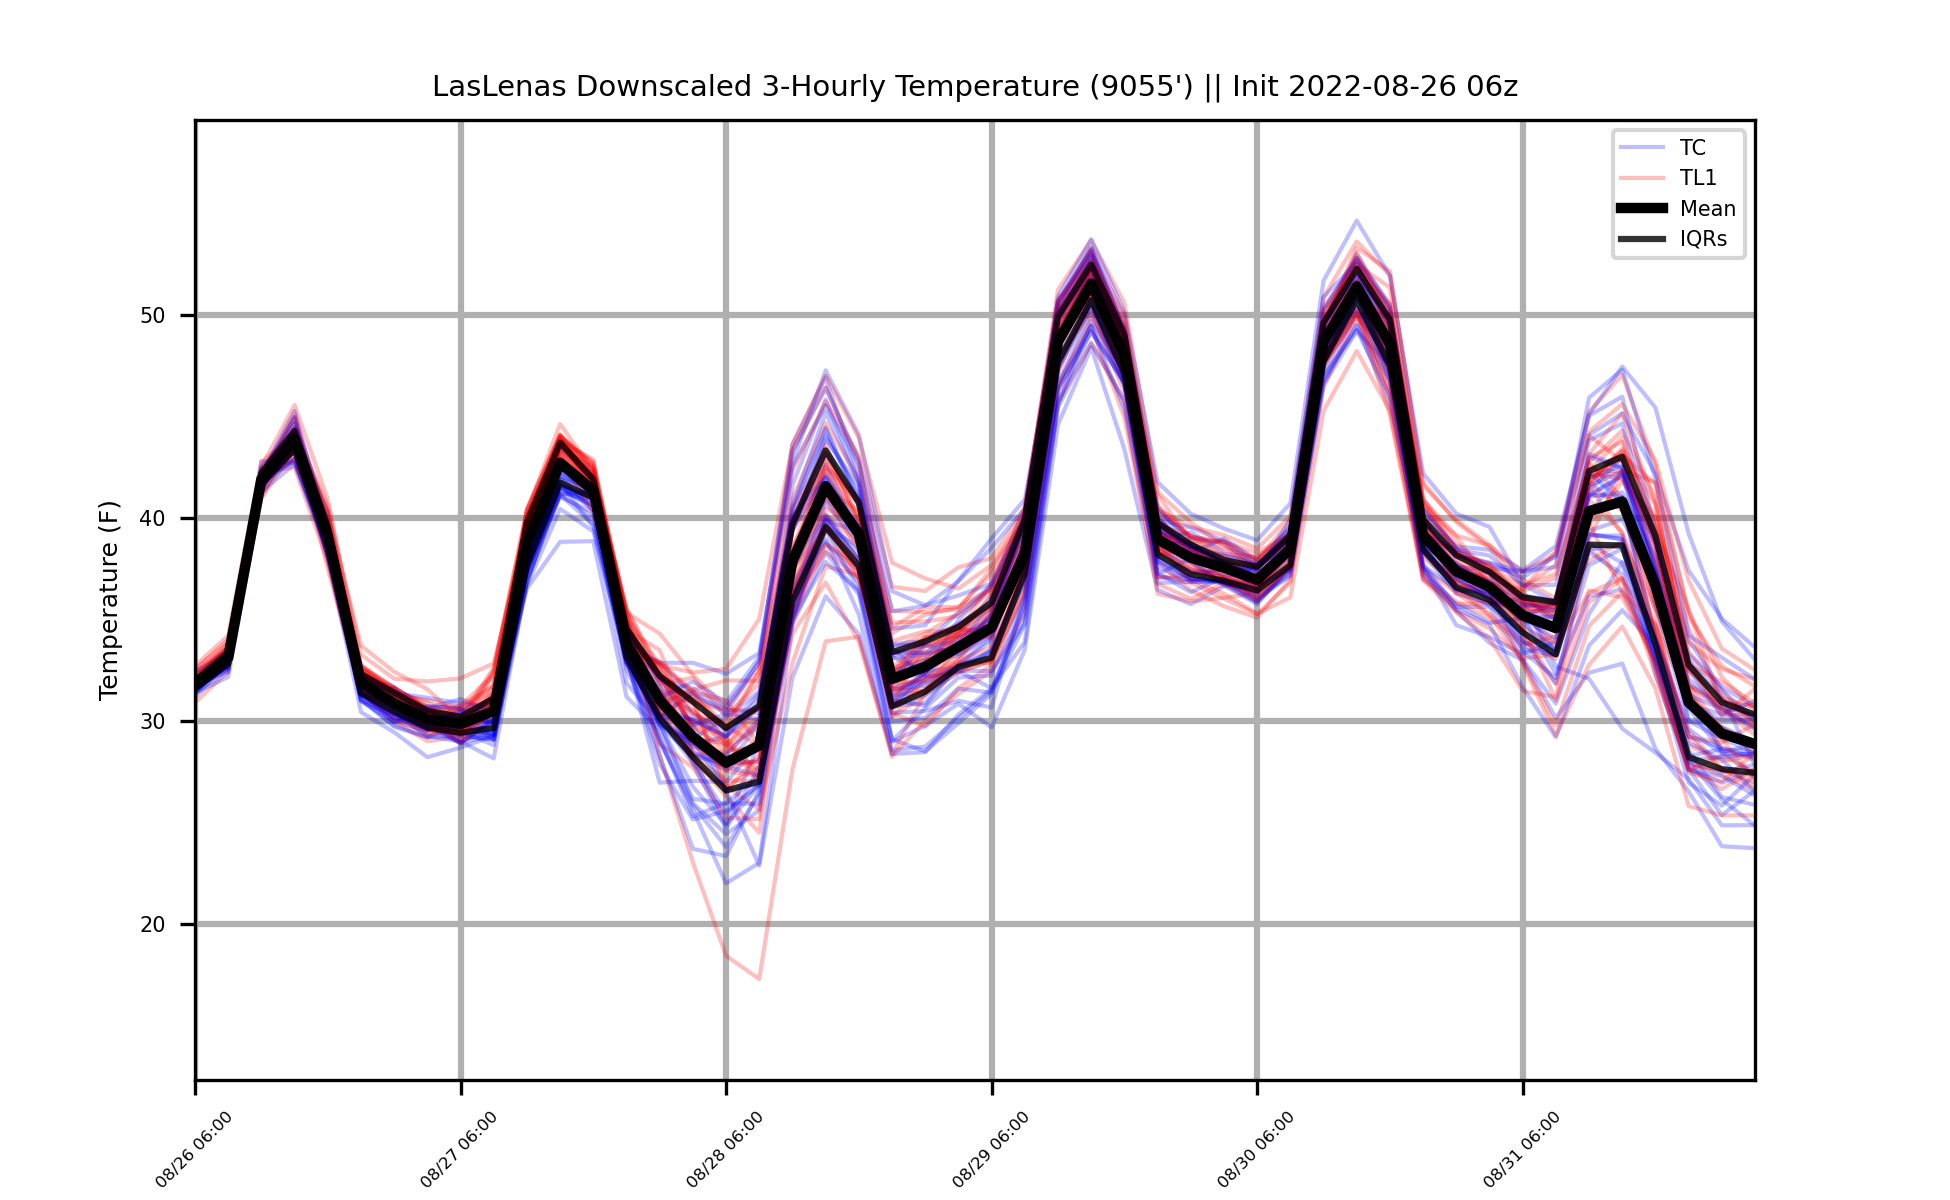 LasLenas Downscaled 3-Hourly Temperature (9055') || Init 2022-08-26 06z
TC
TL1
Mean
IQRs
Temperature (F)
50
40
30
20
08/26 06:00
08/27 06:00
08/28 06:00
08/29 06:00
08/30 06:00
08/31 06:00